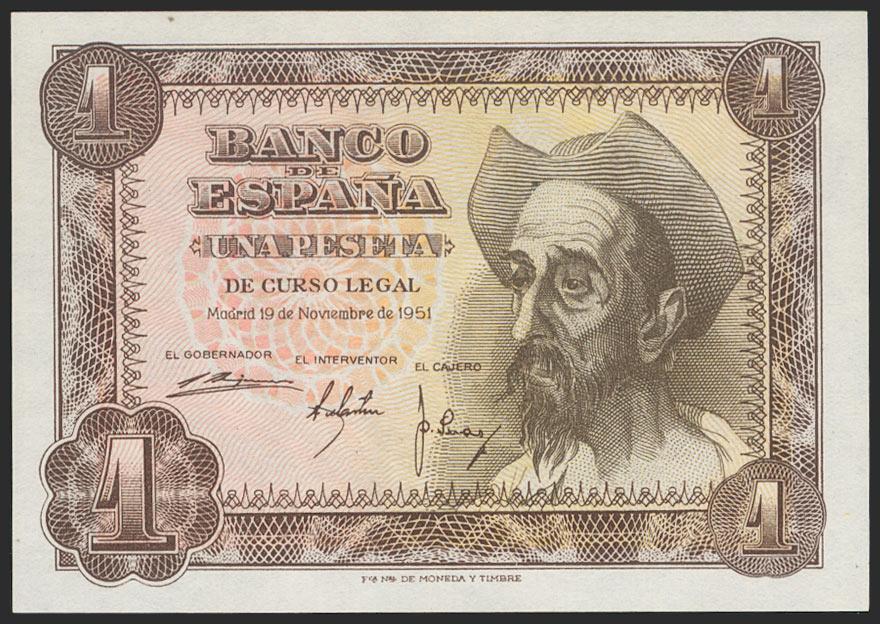 1
1
BANCO
DE
ESPAÑA
UNA PESETA
DE CURSO LEGAL
Madrid 19 de Noviembre de 1951
EL GOBERNADOR EL INTERVENTOR EL CAJERO
1
1
Fca Nal DE MONEDA Y TIMBRE